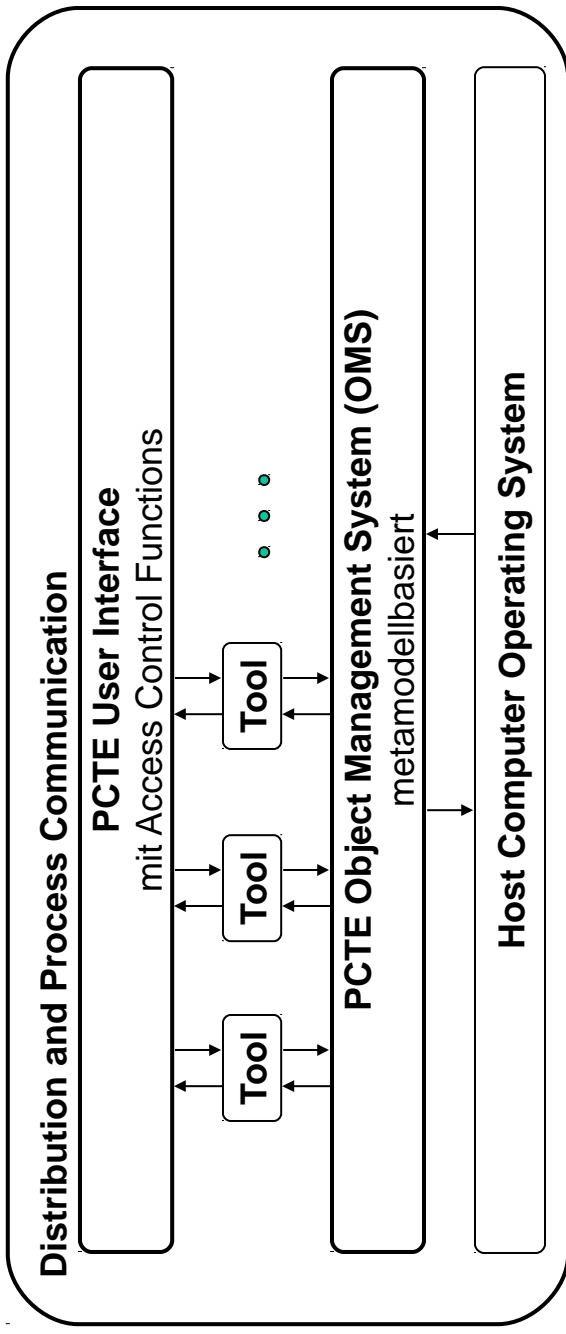 Distribution and Process Communication
PCTE User Interface
mit Access Control Functions
Tool
Tool
Tool
PCTE Object Management System (OMS)
metamodellbasiert
Host Computer Operating System